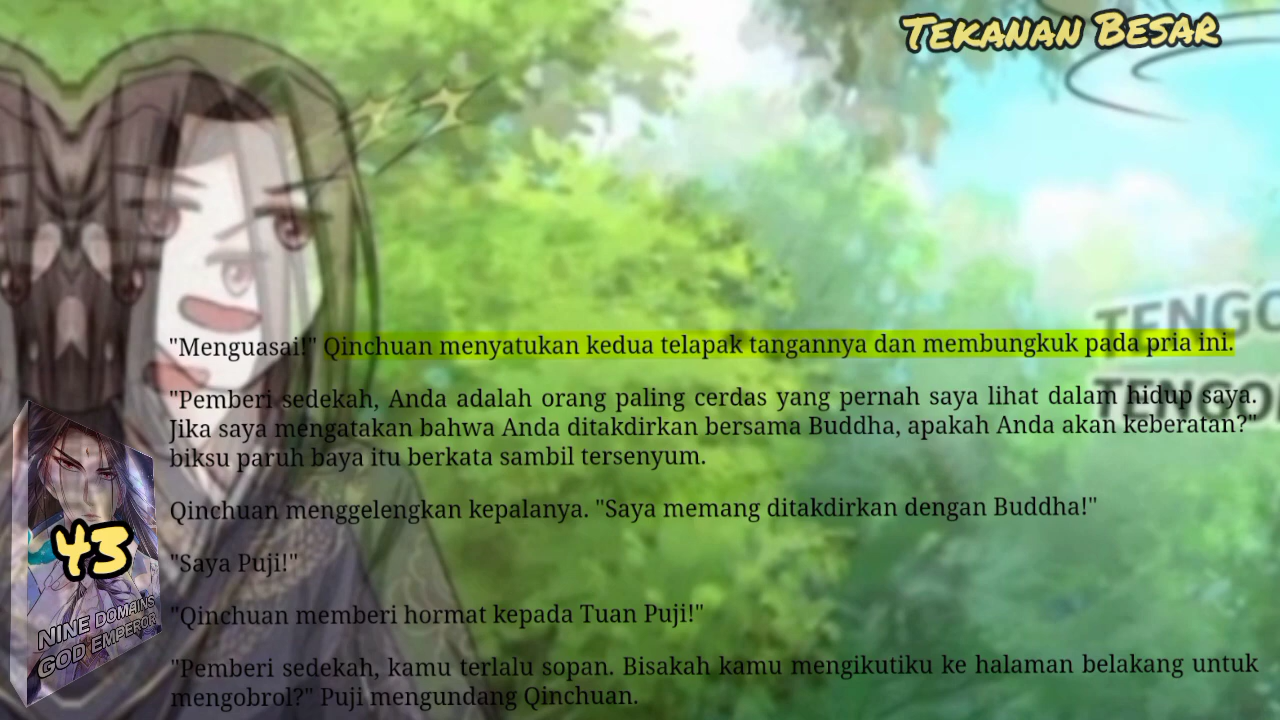 Tekanan Besar
TENGO
TENGO
"Menguasai!" Qinchuan menyatukan kedua telapak tangannya dan membungkuk pada pria ini.
"Pemberi sedekah, Anda adalah orang paling cerdas yang pernah saya lihat dalam hidup saya.
Jika saya mengatakan bahwa Anda ditakdirkan bersama Buddha, apakah Anda akan keberatan?"
biksu paruh baya itu berkata sambil tersenyum.
Qinchuan menggelengkan kepalanya. "Saya memang ditakdirkan dengan Buddha!"
"Saya Puji!"
"Qinchuan memberi hormat kepada Tuan Puji!"
"Pemberi sedekah, kamu terlalu sopan. Bisakah kamu mengikutiku ke halaman belakang untuk
mengobrol?" Puji mengundang Qinchuan.
43
NINE DOMAINS
GOD EMPEROR